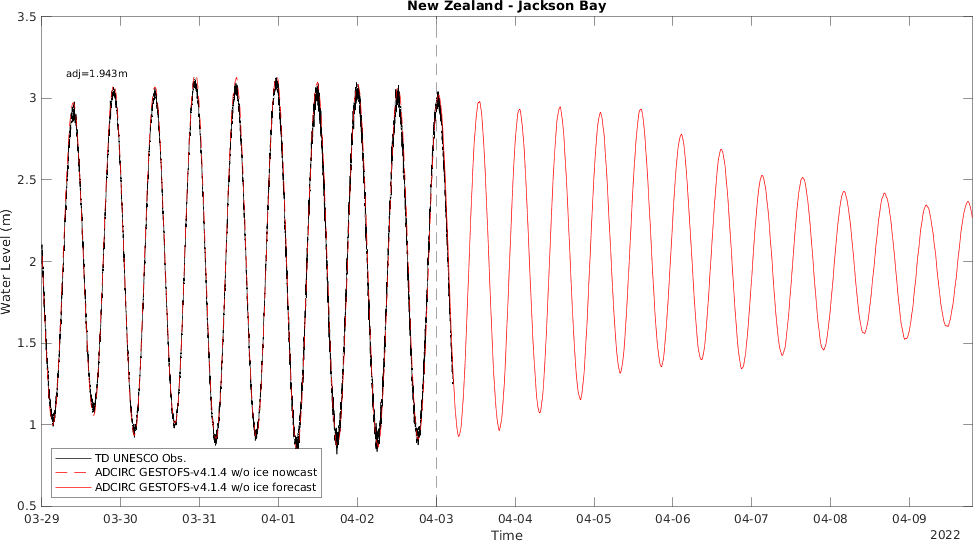 New Zealand - Jackson Bay
3.5
adj=1.943m
3
2.5
2
1.5
1
0.5
Water Level (m)
TD UNESCO Obs.
ADCIRC GESTOFS-v4.1.4 w/o ice nowcast
ADCIRC GESTOFS-v4.1.4 w/o ice forecast
03-29 03-30 03-31 04-01 04-02 04-03 04-04 04-05 04-06 04-07 04-08 04-09
Time
2022